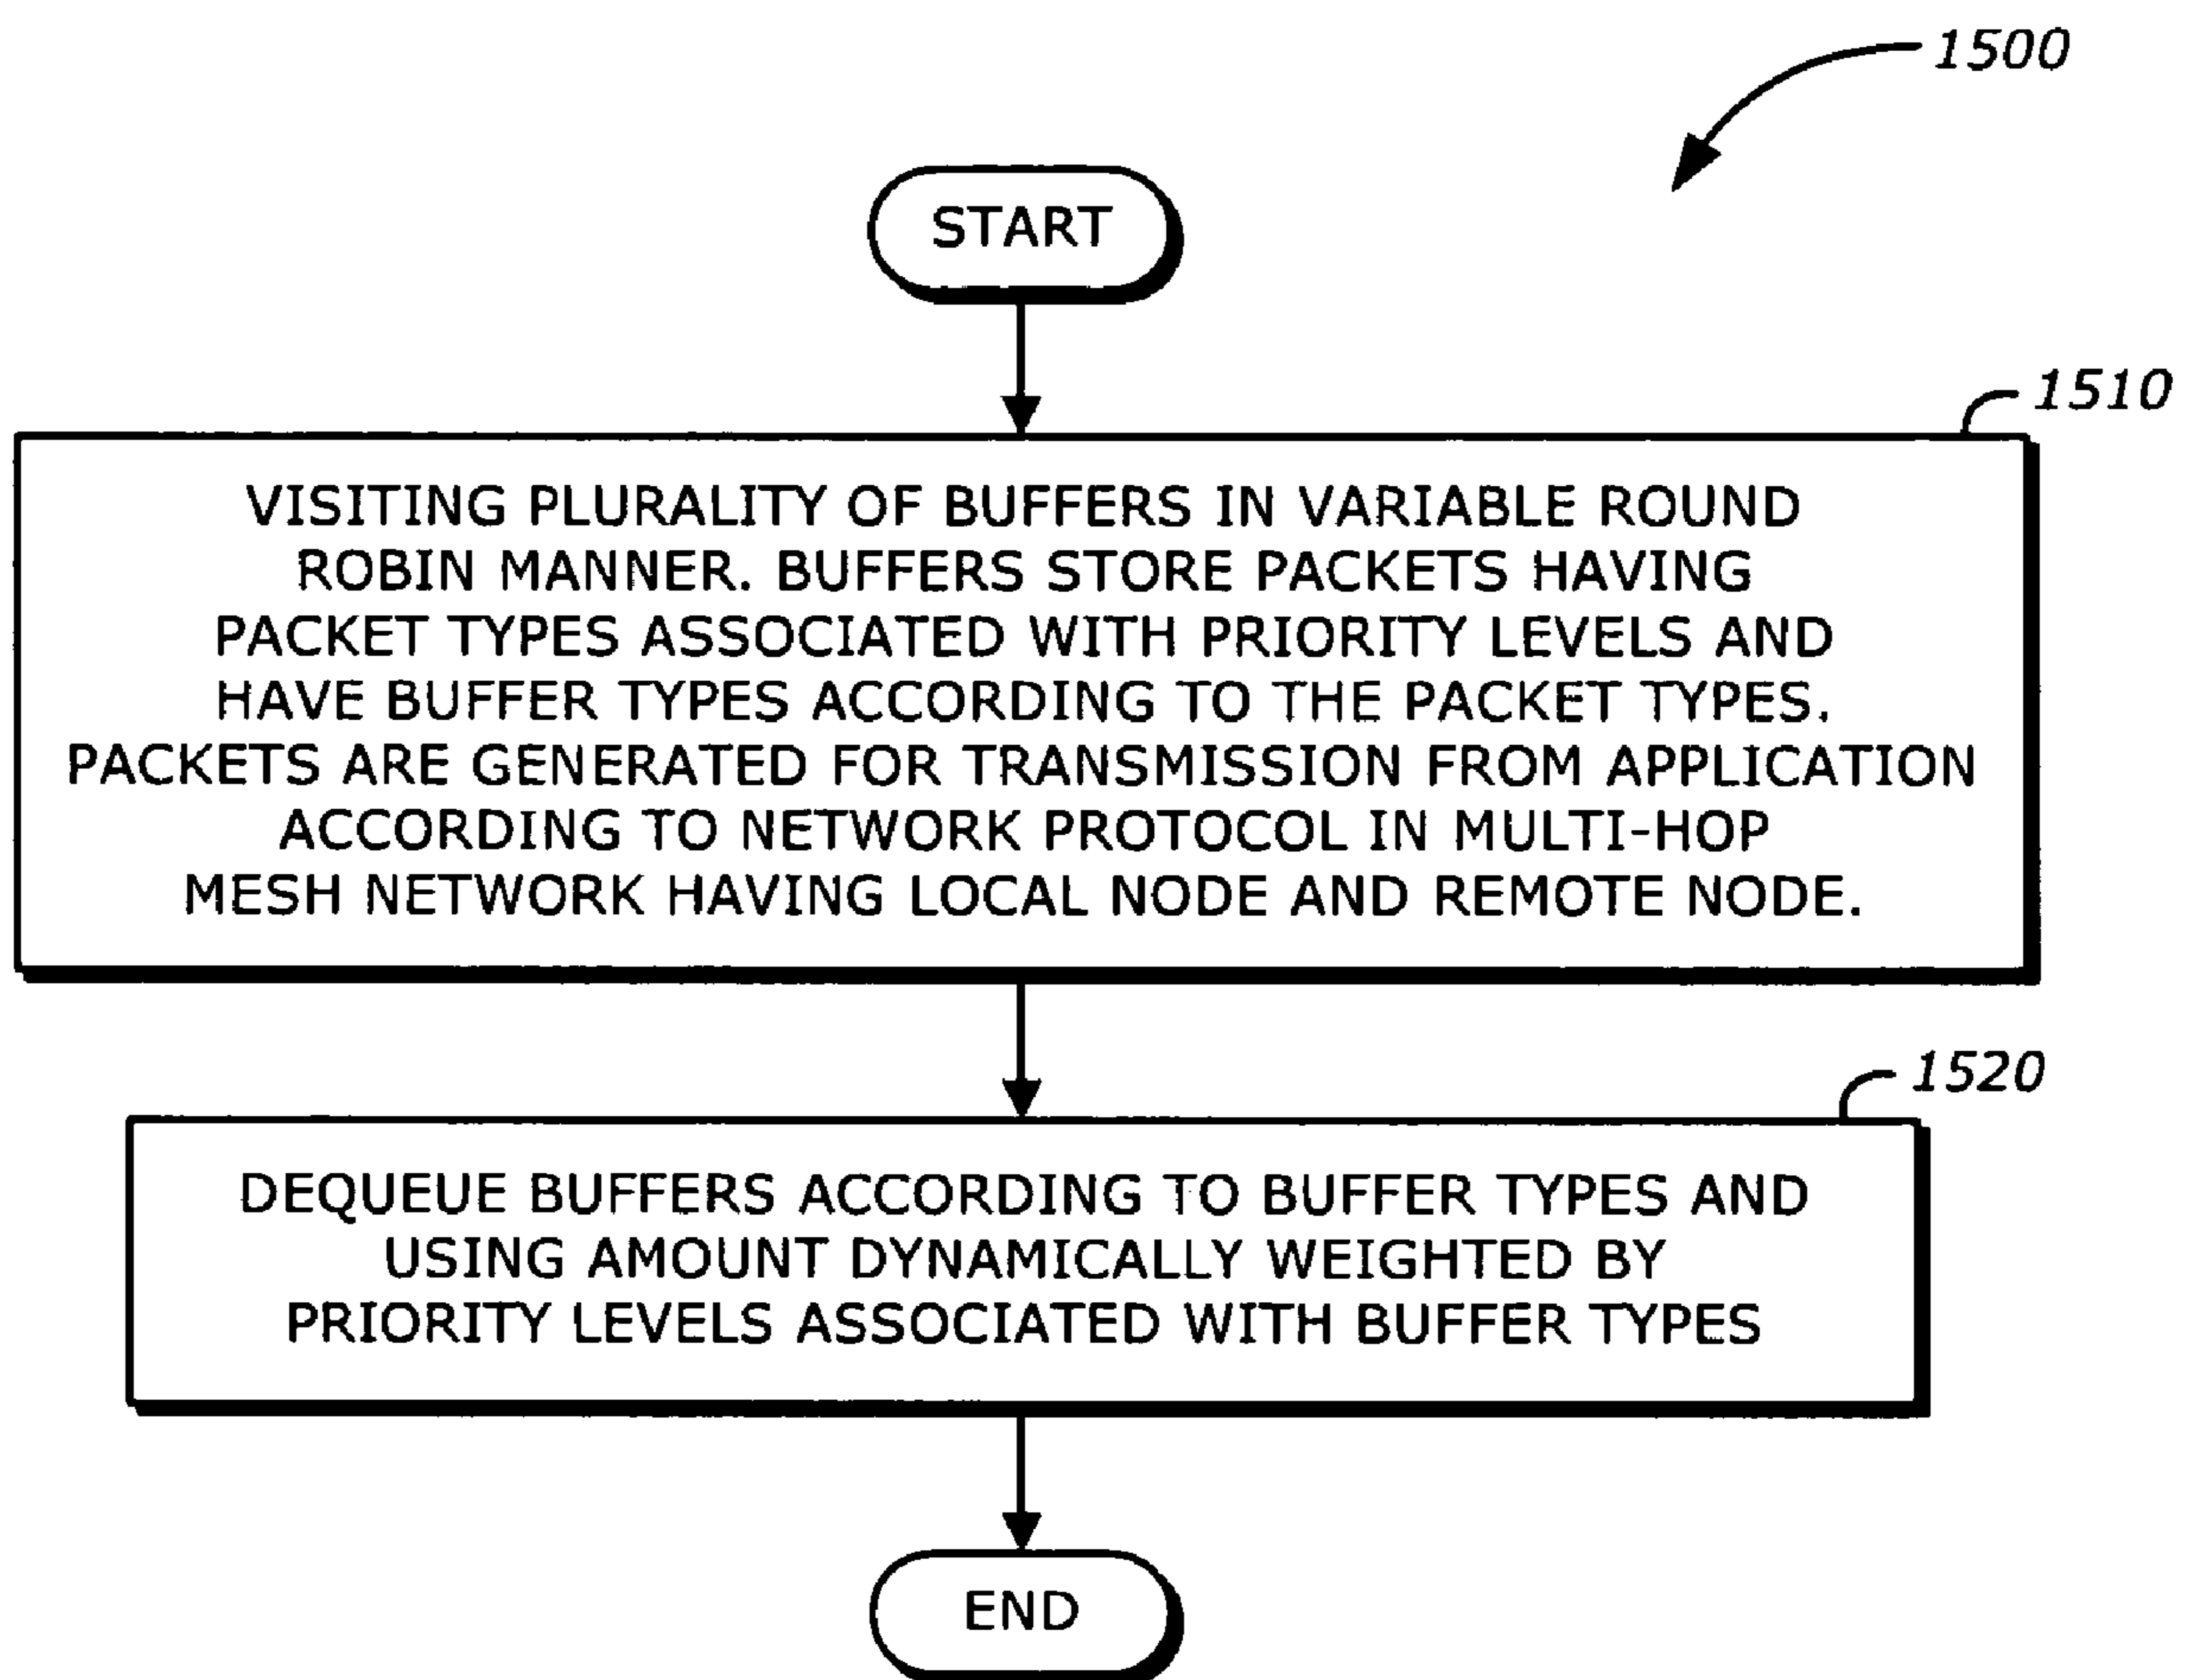 1500
START
1510
VISITING PLURALITY OF BUFFERS IN VARIABLE ROUND
ROBIN MANNER. BUFFERS STORE PACKETS HAVING
PACKET TYPES ASSOCIATED WITH PRIORITY LEVELS AND
HAVE BUFFER TYPES ACCORDING TO THE PACKET TYPES.
PACKETS ARE GENERATED FOR TRANSMISSION FROM APPLICATION
ACCORDING TO NETWORK PROTOCOL IN MULTI-HOP
MESH NETWORK HAVING LOCAL NODE AND REMOTE NODE.
1520
DEQUEUE BUFFERS ACCORDING TO BUFFER TYPES AND
USING AMOUNT DYNAMICALLY WEIGHTED BY
PRIORITY LEVELS ASSOCIATED WITH BUFFER TYPES
END